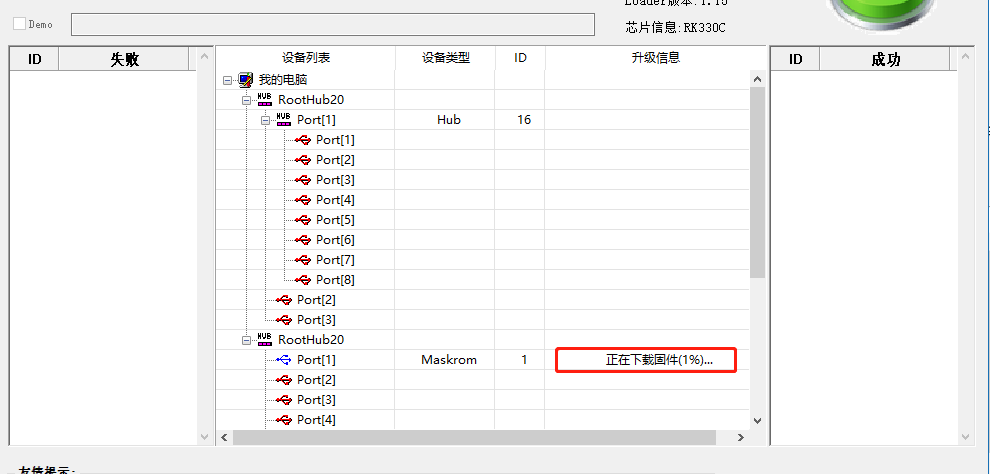 Loader版本:1.15
Demo
芯片信息:RK330C
ID 失败
设备列表 设备类型 ID 升级信息
ID 成功
我的电脑
HUB RootHub20
HUB Port[1] Hub 16
Port[1]
Port[2]
Port[3]
Port[4]
Port[5]
Port[6]
Port[7]
Port[8]
Port[2]
Port[3]
HUB RootHub20
Port[1] Maskrom 1 正在下载固件(1%)...
Port[2]
Port[3]
Port[4]
友情提示: